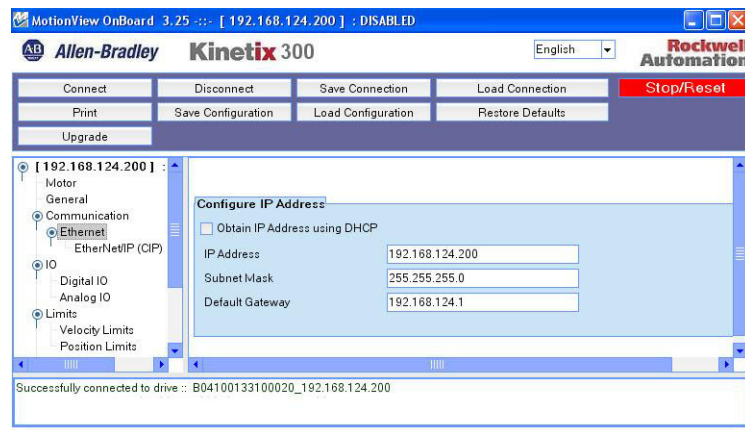 MotionView OnBoard 3.25 -::- [ 192.168.124.200 ] : DISABLED
AB Allen-Bradley Kinetix 300 English Rockwell Automation
Connect Disconnect Save Connection Load Connection Stop/Reset
Print Save Configuration Load Configuration Restore Defaults
Upgrade
[ 192.168.124.200 ] :
Motor
General
Communication
Ethernet
EtherNet/IP (CIP)
IO
Digital IO
Analog IO
Limits
Velocity Limits
Position Limits
Configure IP Address
Obtain IP Address using DHCP
IP Address 192.168.124.200
Subnet Mask 255.255.255.0
Default Gateway 192.168.124.1
Successfully connected to drive :: B04100133100020_192.168.124.200